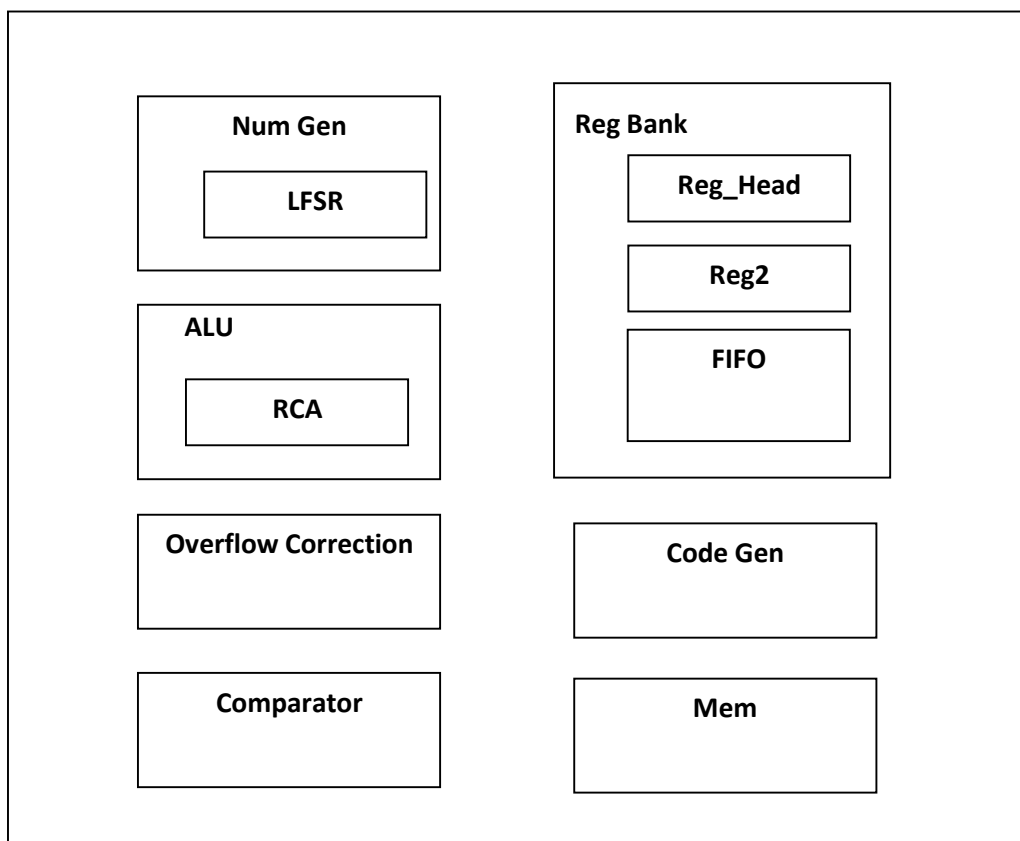 Num Gen
LFSR
ALU
RCA
Overflow Correction
Comparator
Reg Bank
Reg_Head
Reg2
FIFO
Code Gen
Mem